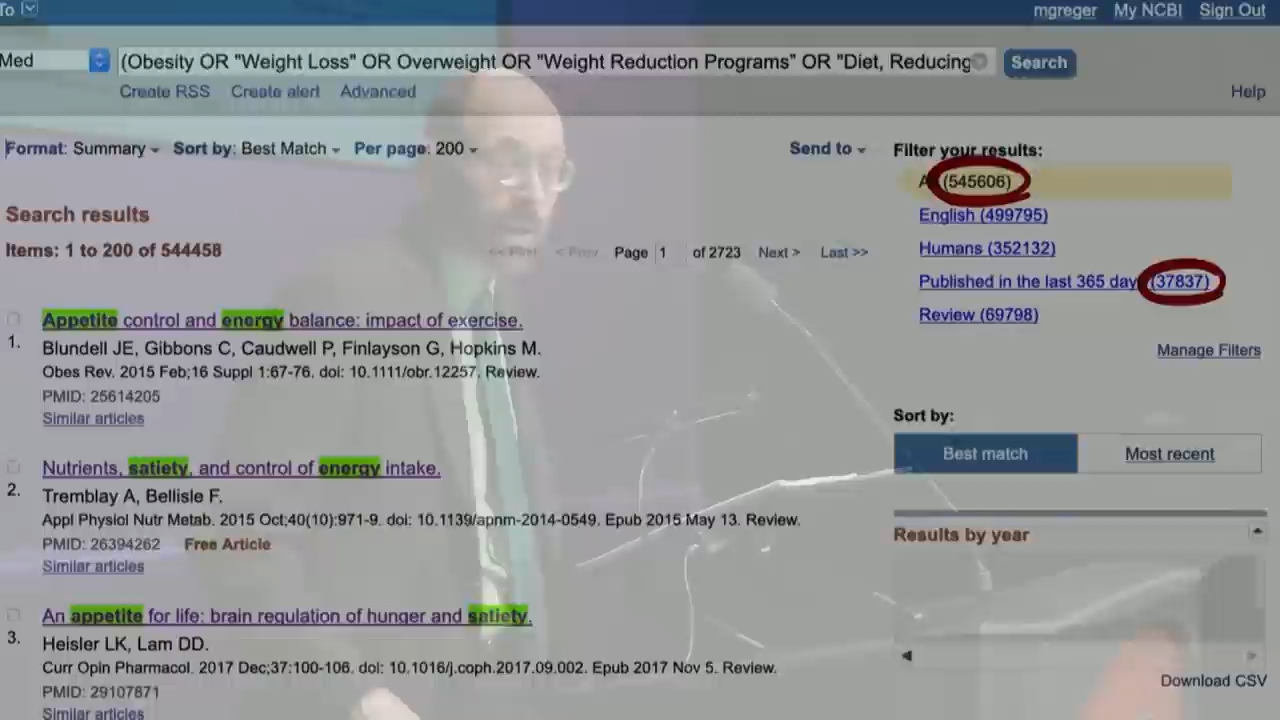 To
mgreger My NCBI Sign Out
Med (Obesity OR "Weight Loss" OR Overweight OR "Weight Reduction Programs" OR "Diet, Reducing Search
Create RSS Create alert Advanced Help
Format: Summary Sort by: Best Match Per page: 200 Send to
Filter your results:
(545606)
English (499795)
Humans (352132)
Published in the last 365 day (37837)
Review (69798)
Manage Filters
Search results
Items: 1 to 200 of 544458
<< First < Prev Page 1 of 2723 Next > Last >>
1. Appetite control and energy balance: impact of exercise.
Blundell JE, Gibbons C, Caudwell P, Finlayson G, Hopkins M.
Obes Rev. 2015 Feb;16 Suppl 1:67-76. doi: 10.1111/obr.12257. Review.
PMID: 25614205
Similar articles
2. Nutrients, satiety, and control of energy intake.
Tremblay A, Bellisle F.
Appl Physiol Nutr Metab. 2015 Oct;40(10):971-9. doi: 10.1139/apnm-2014-0549. Epub 2015 May 13. Review.
PMID: 26394262 Free Article
Similar articles
3. An appetite for life: brain regulation of hunger and satiety.
Heisler LK, Lam DD.
Curr Opin Pharmacol. 2017 Dec;37:100-106. doi: 10.1016/j.coph.2017.09.002. Epub 2017 Nov 5. Review.
PMID: 29107871
Similar articles
Sort by:
Best match Most recent
Results by year
Download CSV